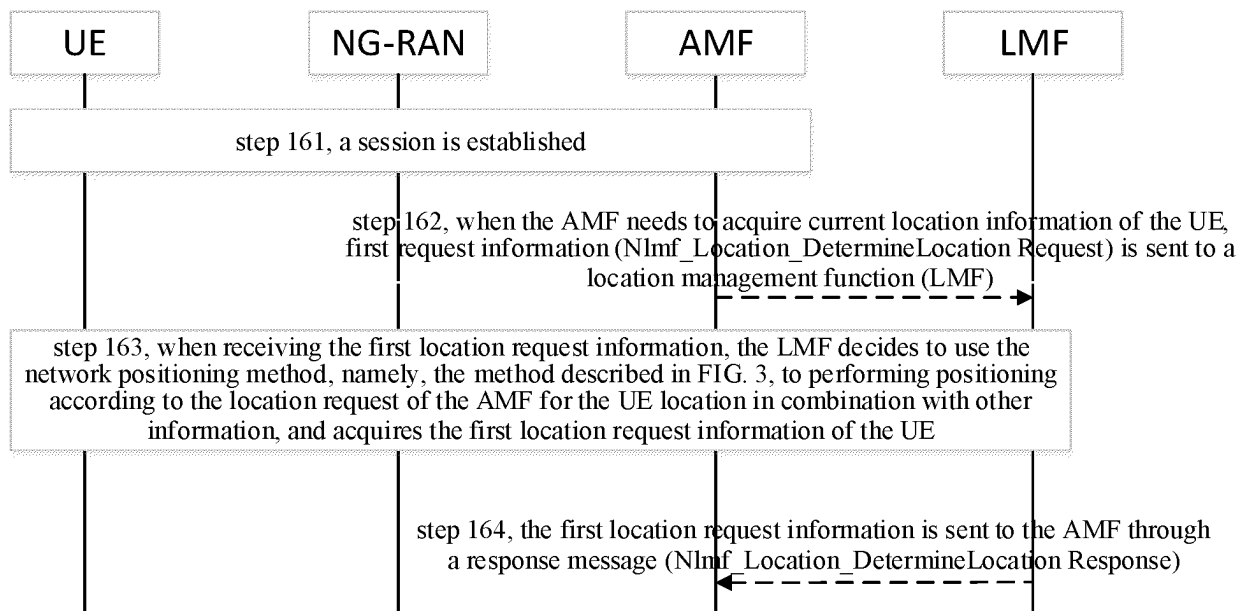 UE
NG-RAN
AMF
LMF
step 161, a session is established
step 162, when the AMF needs to acquire current location information of the UE,
first request information (Nlmf_Location_DetermineLocation Request) is sent to a
location management function (LMF)
step 163, when receiving the first location request information, the LMF decides to use the
network positioning method, namely, the method described in FIG. 3, to performing positioning
according to the location request of the AMF for the UE location in combination with other
information, and acquires the first location request information of the UE
step 164, the first location request information is sent to the AMF through
a response message (Nlmf_Location_DetermineLocation Response)